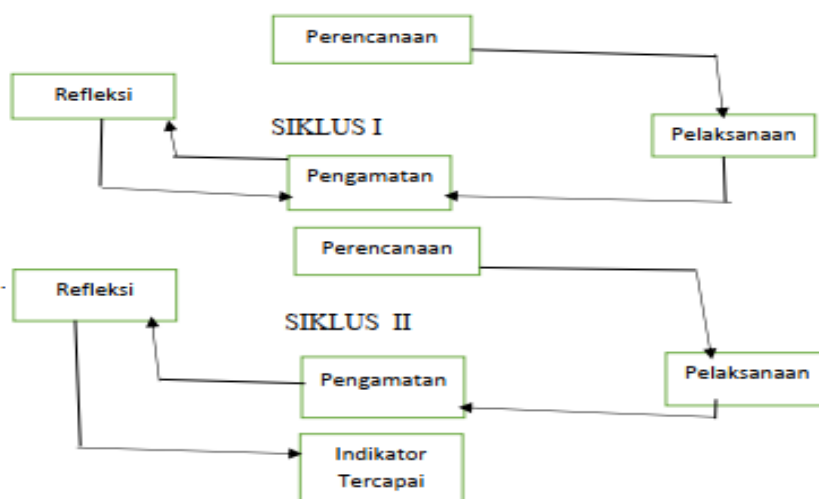 Perencanaan
Refleksi
SIKLUS I
Pelaksanaan
Pengamatan
Perencanaan
Refleksi
SIKLUS II
Pelaksanaan
Pengamatan
Indikator
Tercapai